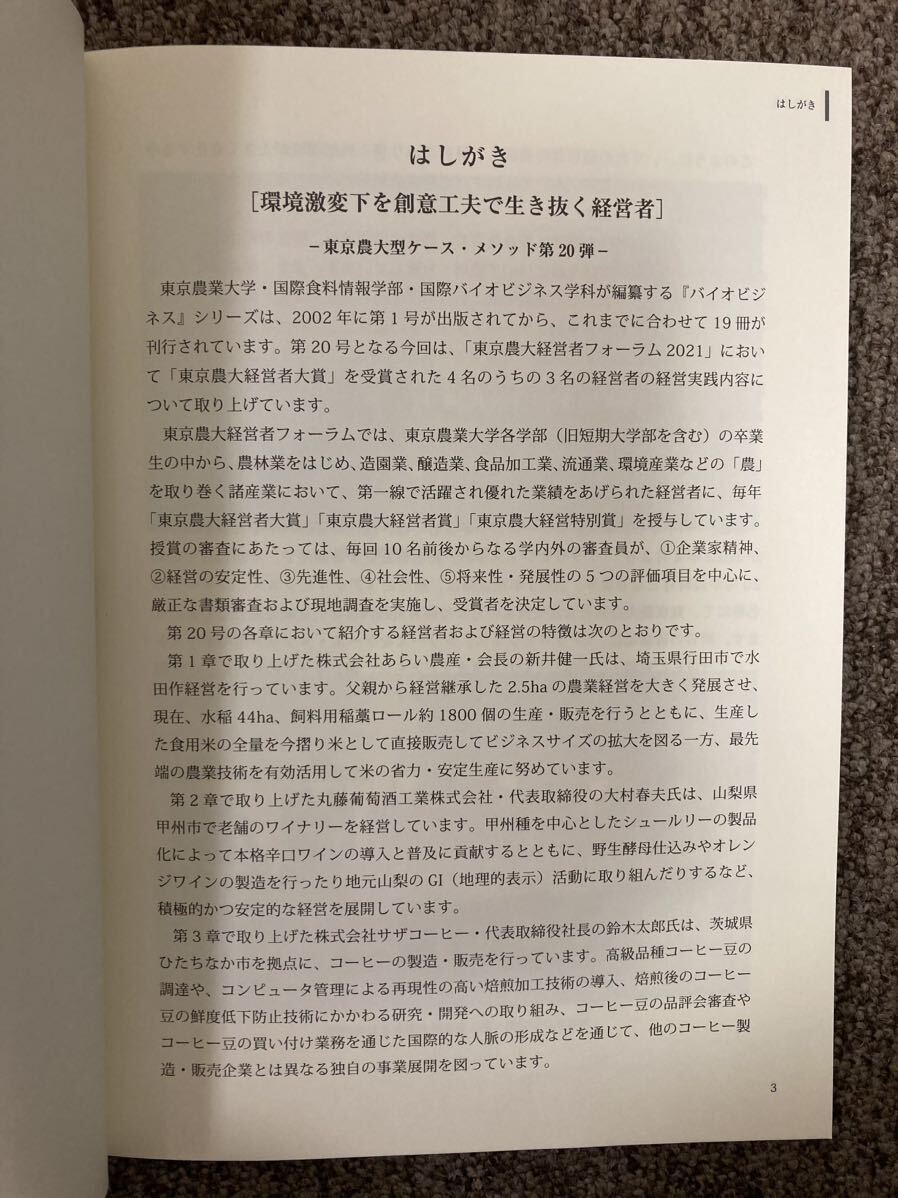 はしがき
はしがき
［環境激変下を創意工夫で生き抜く経営者］
－東京農大型ケース・メソッド第20弾－
東京農業大学・国際食料情報学部・国際バイオビジネス学科が編纂する『バイオビジ
ネス』シリーズは、2002年に第1号が出版されてから、これまでに合わせて19冊が
刊行されています。第20号となる今回は、「東京農大経営者フォーラム2021」におい
て「東京農大経営者大賞」を受賞された4名のうちの3名の経営者の経営実践内容に
ついて取り上げています。
東京農大経営者フォーラムでは、東京農業大学各学部（旧短期大学部を含む）の卒業
生の中から、農林業をはじめ、造園業、醸造業、食品加工業、流通業、環境産業などの「農」
を取り巻く諸産業において、第一線で活躍され優れた業績をあげられた経営者に、毎年
「東京農大経営者大賞」「東京農大経営者賞」「東京農大経営特別賞」を授与しています。
授賞の審査にあたっては、毎回10名前後からなる学内外の審査員が、①企業家精神、
②経営の安定性、③先進性、④社会性、⑤将来性・発展性の5つの評価項目を中心に、
厳正な書類審査および現地調査を実施し、受賞者を決定しています。
第20号の各章において紹介する経営者および経営の特徴は次のとおりです。
第1章で取り上げた株式会社あらい農産・会長の新井健一氏は、埼玉県行田市で水
田作経営を行っています。父親から経営継承した2.5haの農業経営を大きく発展させ、
現在、水稲44ha、飼料用稲藁ロール約1800個の生産・販売を行うとともに、生産し
た食用米の全量を今摺り米として直接販売してビジネスサイズの拡大を図る一方、最先
端の農業技術を有効活用して米の省力・安定生産に努めています。
第2章で取り上げた丸藤葡萄酒工業株式会社・代表取締役の大村春夫氏は、山梨県
甲州市で老舗のワイナリーを経営しています。甲州種を中心としたシュールリーの製品
化によって本格辛口ワインの導入と普及に貢献するとともに、野生酵母仕込みやオレン
ジワインの製造を行ったり地元山梨のGI（地理的表示）活動に取り組んだりするなど、
積極的かつ安定的な経営を展開しています。
第3章で取り上げた株式会社サザコーヒー・代表取締役社長の鈴木太郎氏は、茨城県
ひたちなか市を拠点に、コーヒーの製造・販売を行っています。高級品種コーヒー豆の
調達や、コンピュータ管理による再現性の高い焙煎加工技術の導入、焙煎後のコーヒー
豆の鮮度低下防止技術にかかわる研究・開発への取り組み、コーヒー豆の品評会審査や
コーヒー豆の買い付け業務を通じた国際的な人脈の形成などを通じて、他のコーヒー製
造・販売企業とは異なる独自の事業展開を図っています。
3